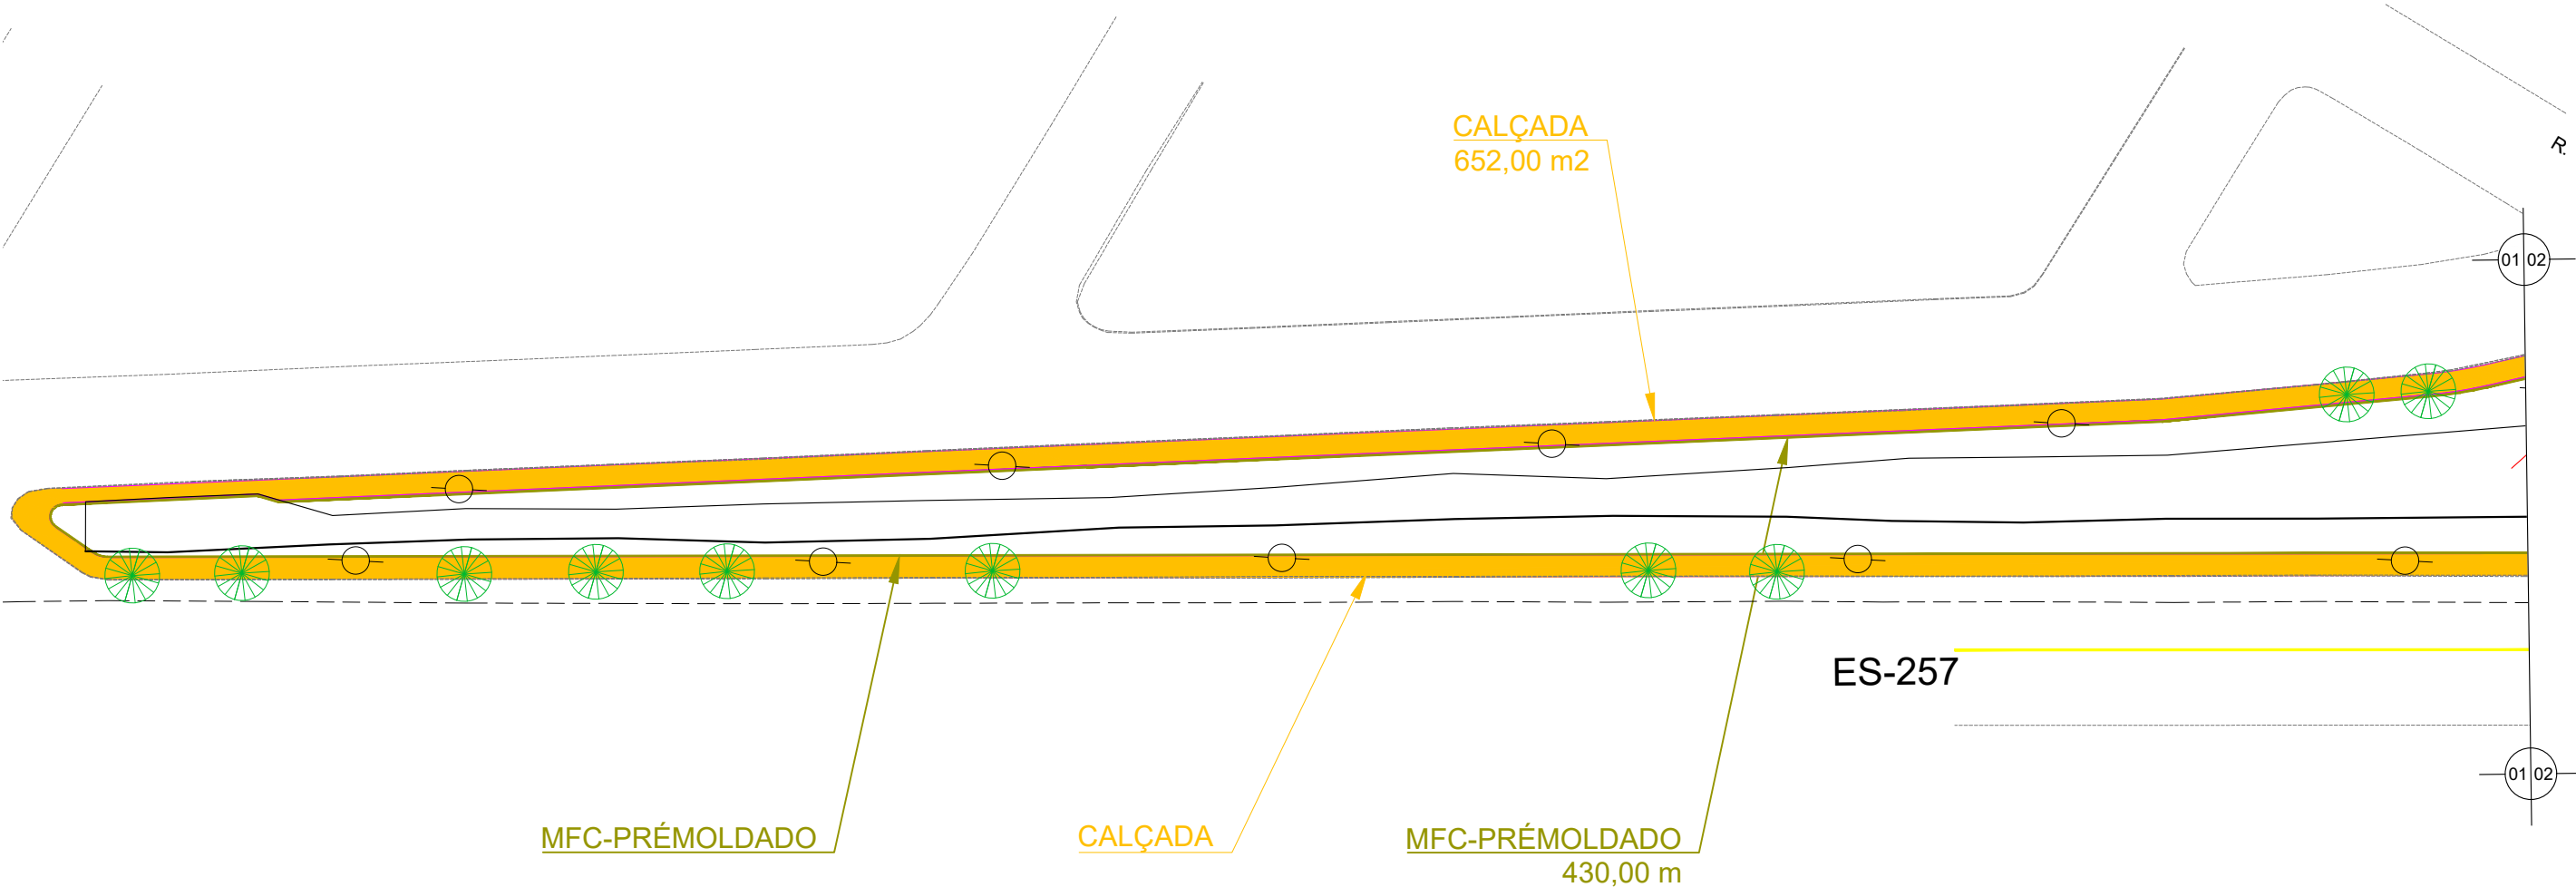 CALÇADA
652,00 m2
R.
01 02
ES-257
01 02
MFC-PRÉMOLDADO
CALÇADA
MFC-PRÉMOLDADO
430,00 m